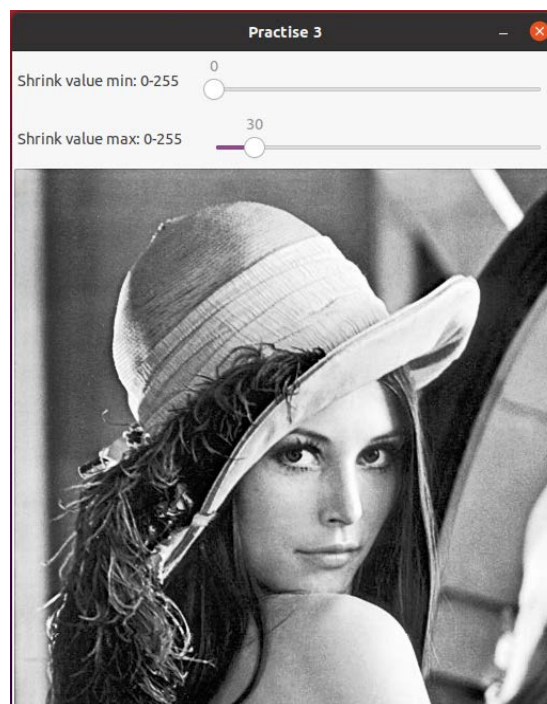 Practise 3
0
Shrink value min: 0-255
30
Shrink value max: 0-255